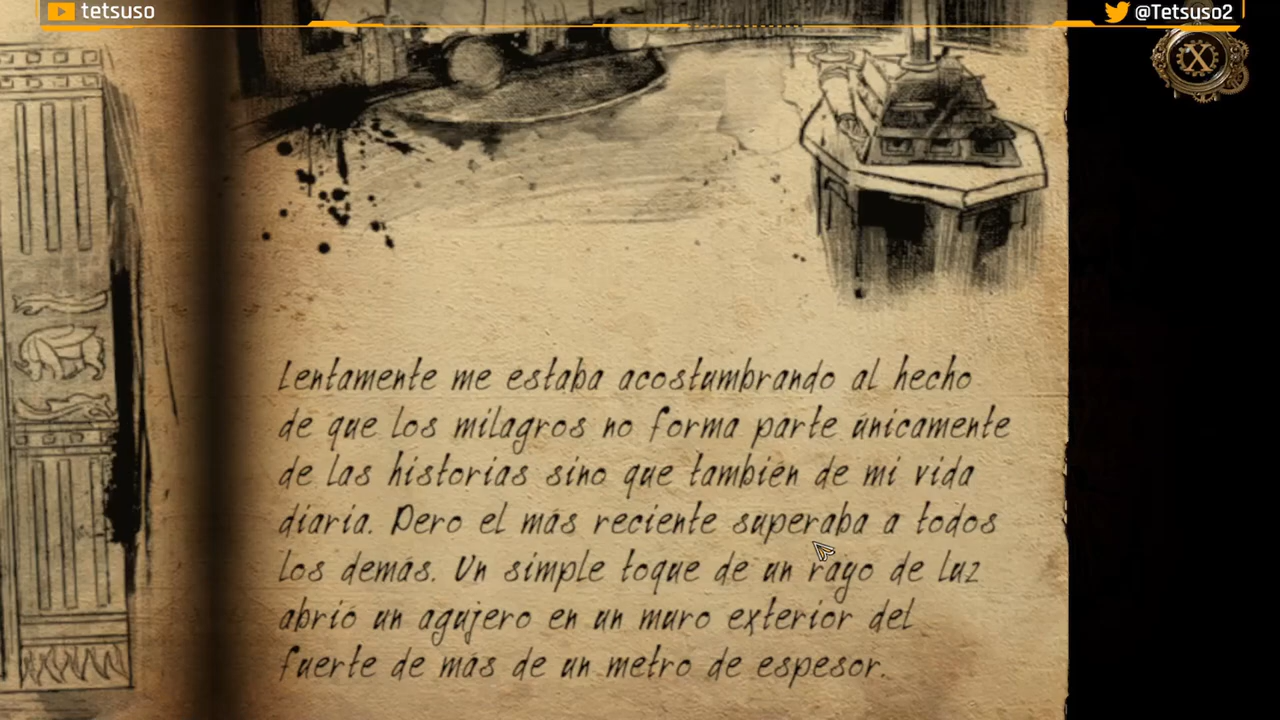 tetsuso
@Tetsuso2
X
Lentamente me estaba acostumbrando al hecho
de que los milagros no forma parte únicamente
de las historias sino que también de mi vida
diaria. Pero el más reciente superaba a todos
los demás. Un simple toque de un rayo de luz
abrió un agujero en un muro exterior del
fuerte de más de un metro de espesor.